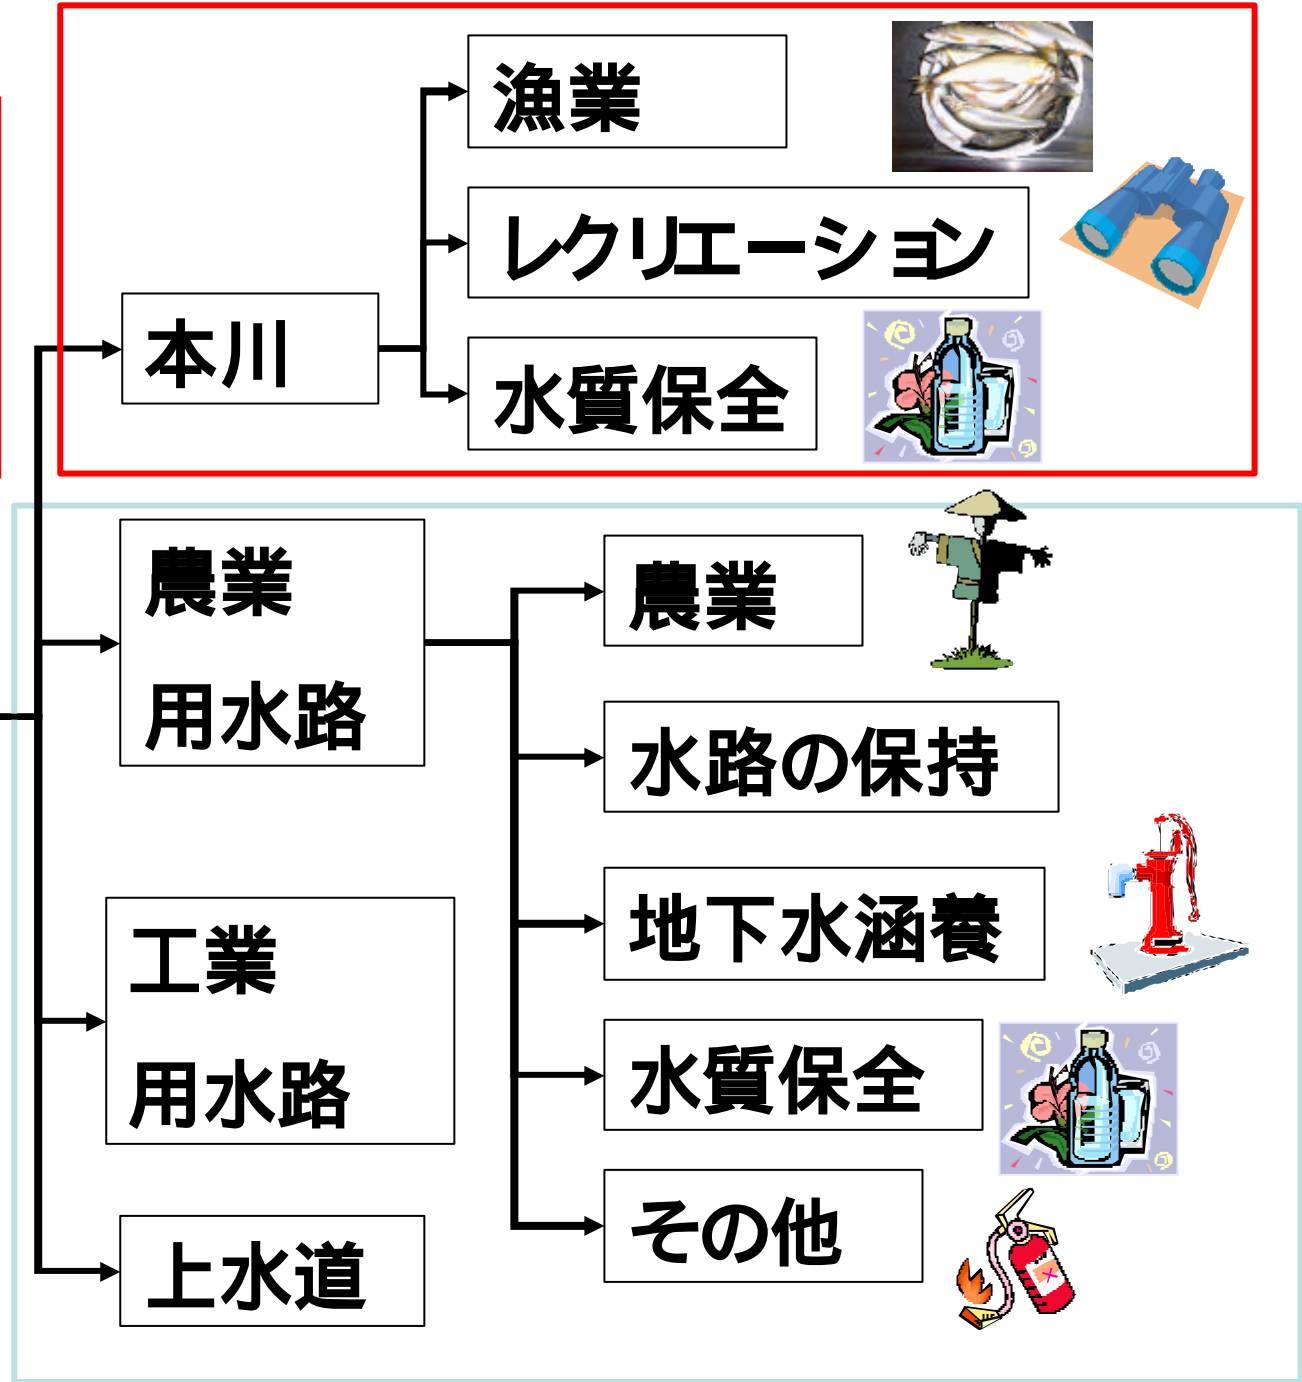 漁業
レクリエーション
本川
水質保全
農業
用水路
農業
水路の保持
地下水涵養
工業
用水路
水質保全
その他
上水道